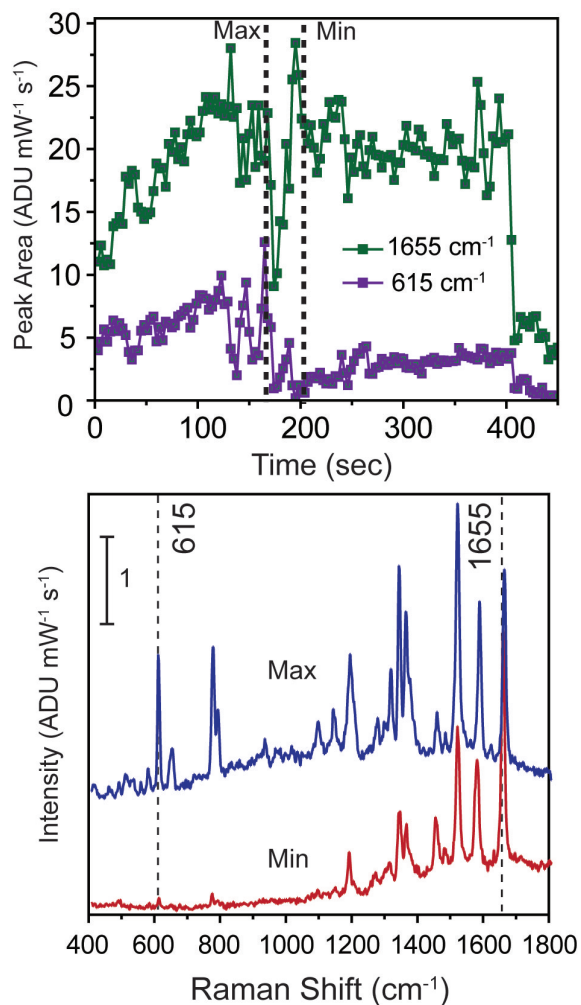 Max Min
30
25
20
15
10
5
0
Peak Area (ADU mW⁻¹ s⁻¹)
1655 cm⁻¹
615 cm⁻¹
0 100 200 300 400
Time (sec)
615
1655
1
Max
Min
Intensity (ADU mW⁻¹ s⁻¹)
400 600 800 1000 1200 1400 1600 1800
Raman Shift (cm⁻¹)